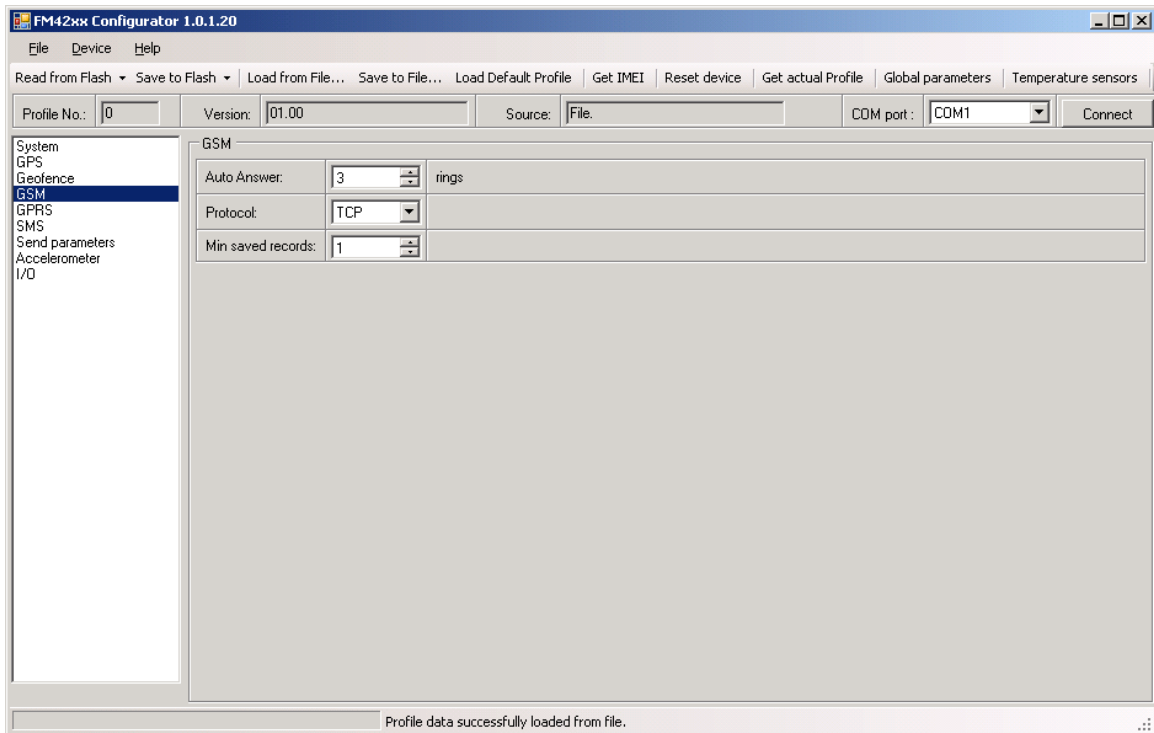 FM42xx Configurator 1.0.1.20
File Device Help
Read from Flash Save to Flash Load from File... Save to File... Load Default Profile Get IMEI Reset device Get actual Profile Global parameters Temperature sensors
Profile No.: 0 Version: 01.00 Source: File. COM port : COM1 Connect
System
GPS
Geofence
GSM
GPRS
SMS
Send parameters
Accelerometer
I/O
GSM
Auto Answer: 3 rings
Protocol: TCP
Min saved records: 1
Profile data successfully loaded from file.